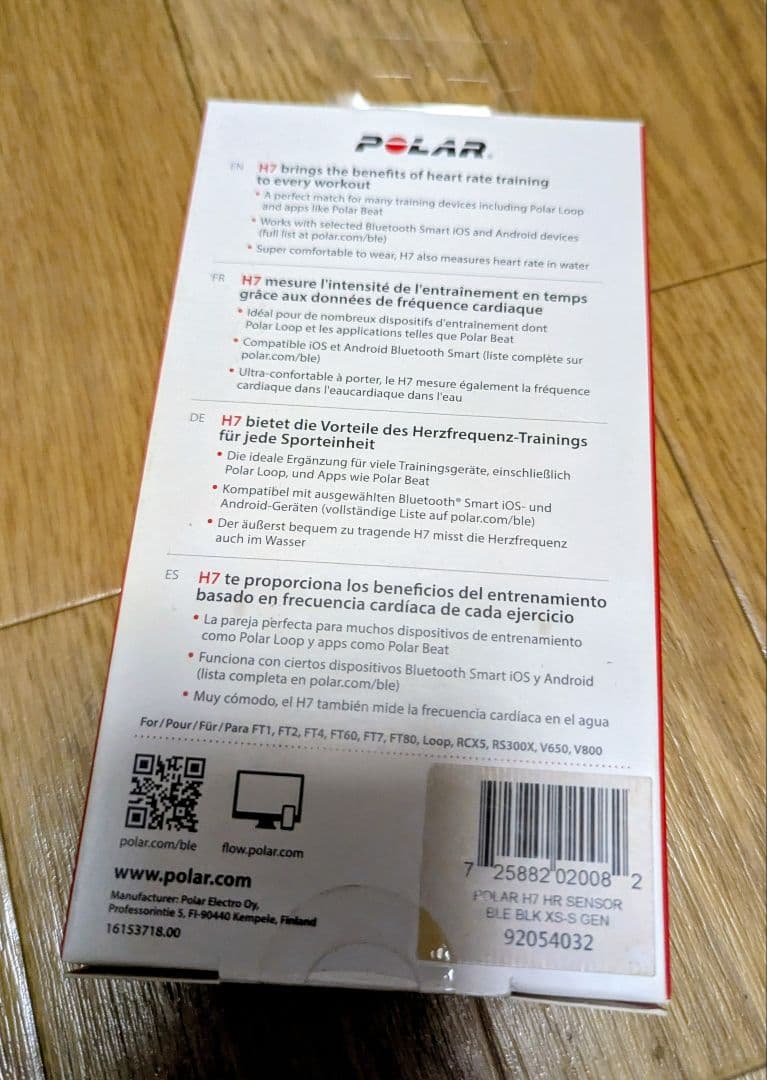 POLAR
EN H7 brings the benefits of heart rate training
to every workout
• A perfect match for many training devices including Polar Loop
and apps like Polar Beat
• Works with selected Bluetooth Smart iOS and Android devices
(full list at polar.com/ble)
• Super comfortable to wear, H7 also measures heart rate in water
FR H7 mesure l'intensité de l'entraînement en temps
grâce aux données de fréquence cardiaque
• Idéal pour de nombreux dispositifs d'entraînement dont
Polar Loop et les applications telles que Polar Beat
• Compatible iOS et Android Bluetooth Smart (liste complète sur
polar.com/ble)
• Ultra-confortable à porter, le H7 mesure également la fréquence
cardiaque dans l'eaucardiaque dans l'eau
DE H7 bietet die Vorteile des Herzfrequenz-Trainings
für jede Sporteinheit
• Die ideale Ergänzung für viele Trainingsgeräte, einschließlich
Polar Loop, und Apps wie Polar Beat
• Kompatibel mit ausgewählten Bluetooth® Smart iOS- und
Android-Geräten (vollständige Liste auf polar.com/ble)
• Der äußerst bequem zu tragende H7 misst die Herzfrequenz
auch im Wasser
ES H7 te proporciona los beneficios del entrenamiento
basado en frecuencia cardíaca de cada ejercicio
• La pareja perfecta para muchos dispositivos de entrenamiento
como Polar Loop y apps como Polar Beat
• Funciona con ciertos dispositivos Bluetooth Smart iOS y Android
(lista completa en polar.com/ble)
• Muy cómodo, el H7 también mide la frecuencia cardíaca en el agua
For/Pour/Für/Para FT1, FT2, FT4, FT60, FT7, FT80, Loop, RCX5, RS300X, V650, V800
polar.com/ble
flow.polar.com
www.polar.com
Manufacturer: Polar Electro Oy,
Professorintie 5, FI-90440 Kempele, Finland
16153718.00
7 25882 02008 2
POLAR H7 HR SENSOR
BLE BLK XS-S GEN
92054032